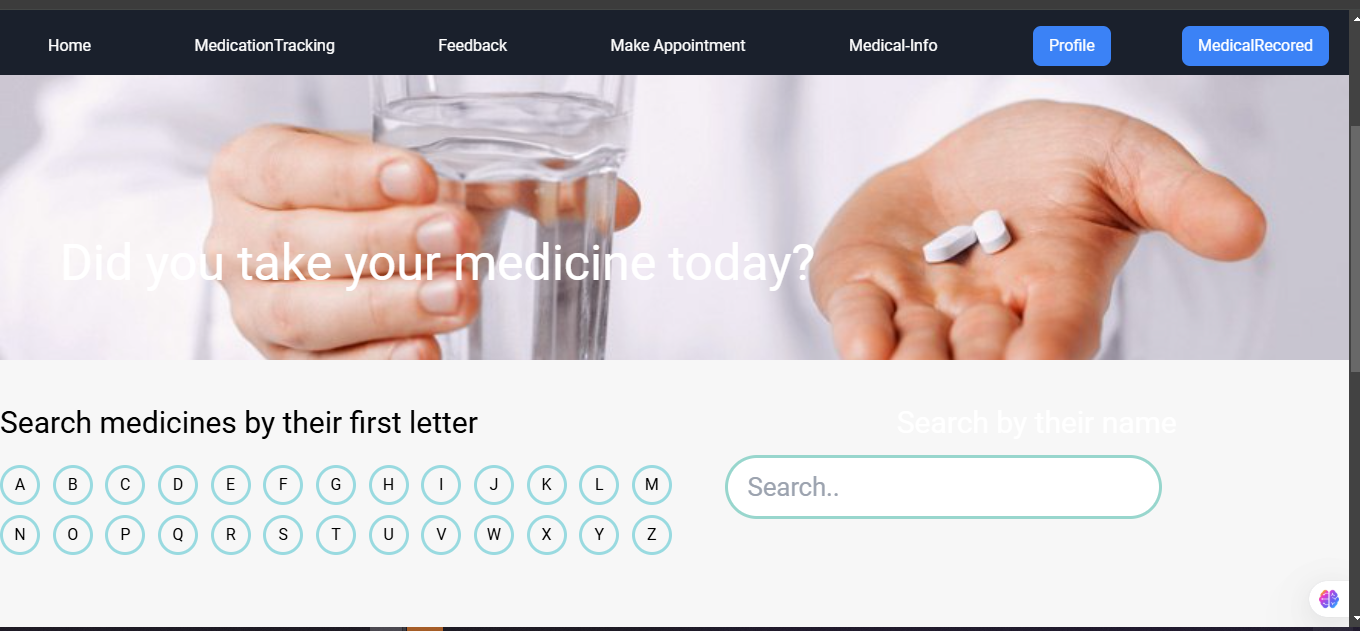 Home MedicationTracking Feedback Make Appointment Medical-Info Profile MedicalRecored
Did you take your medicine today?
Search medicines by their first letter
A B C D E F G H I J K L M
N O P Q R S T U V W X Y Z
Search by their name
Search..